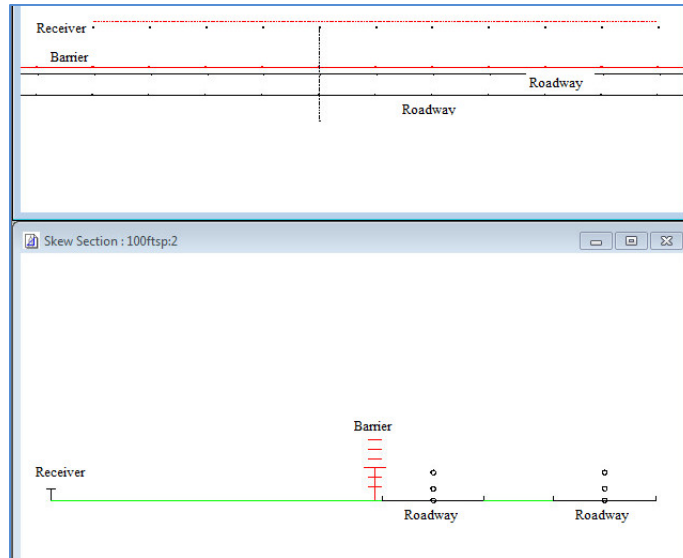 Receiver
Barrier
Roadway
Roadway
Skew Section : 100ftsp:2
Barrier
Receiver
Roadway
Roadway